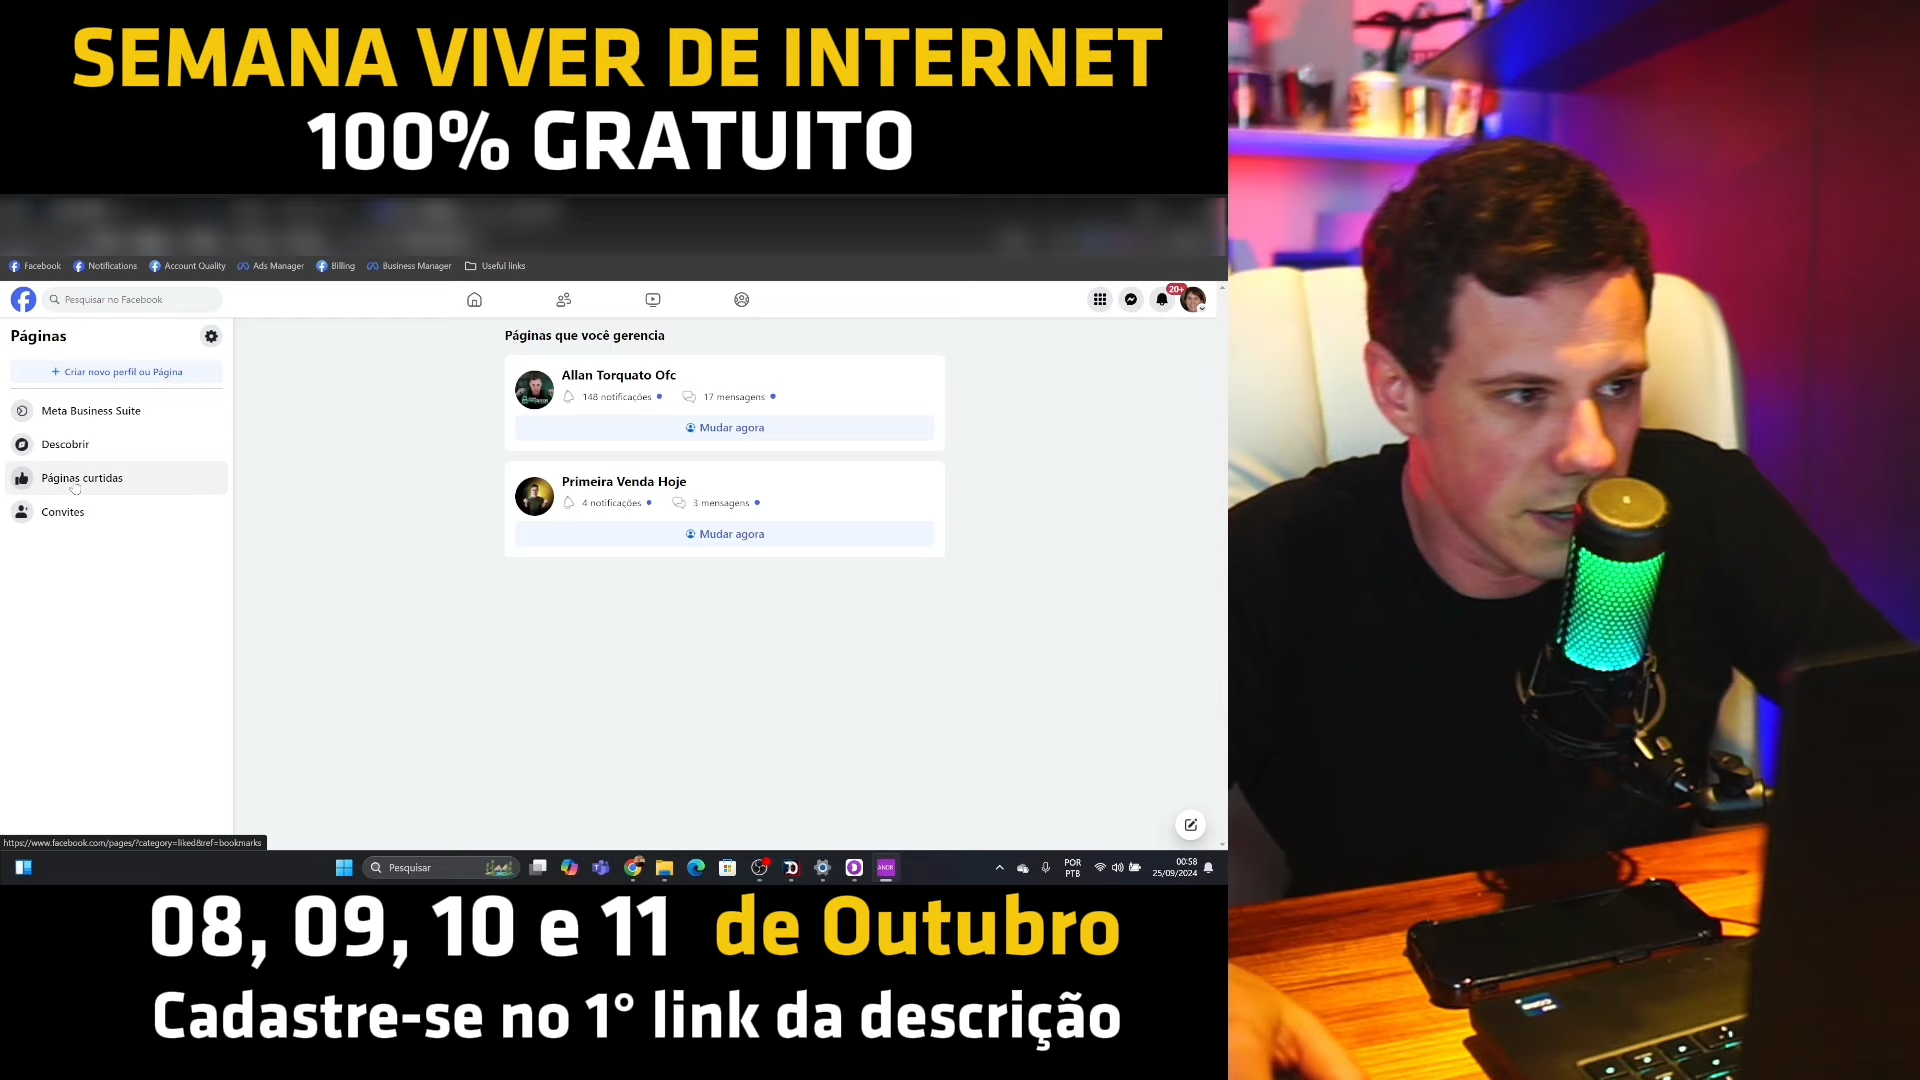 SEMANA VIVER DE INTERNET
100% GRATUITO
Facebook Notifications Account Quality Ads Manager Billing Business Manager Useful links
Pesquisar no Facebook
20+
Páginas
Criar novo perfil ou Página
Meta Business Suite
Descobrir
Páginas curtidas
Convites
Páginas que você gerencia
Allan Torquato Ofc
148 notificações 17 mensagens
Mudar agora
Primeira Venda Hoje
4 notificações 3 mensagens
Mudar agora
https://www.facebook.com/pages/?category=liked&ref=bookmarks
Pesquisar
ANDR
POR
PTB
00:58
25/09/2024
08, 09, 10 e 11 de Outubro
Cadastre-se no 1° link da descrição